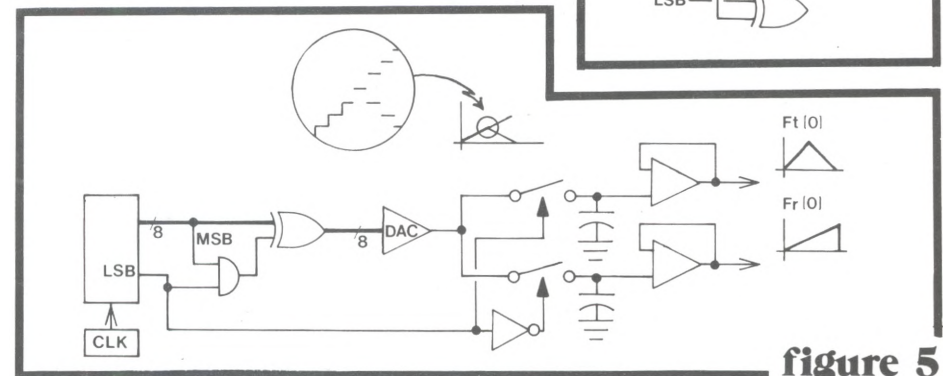 LSB
Ft [0]
Fr [0]
8
MSB
8
DAC
LSB
CLK
figure 5